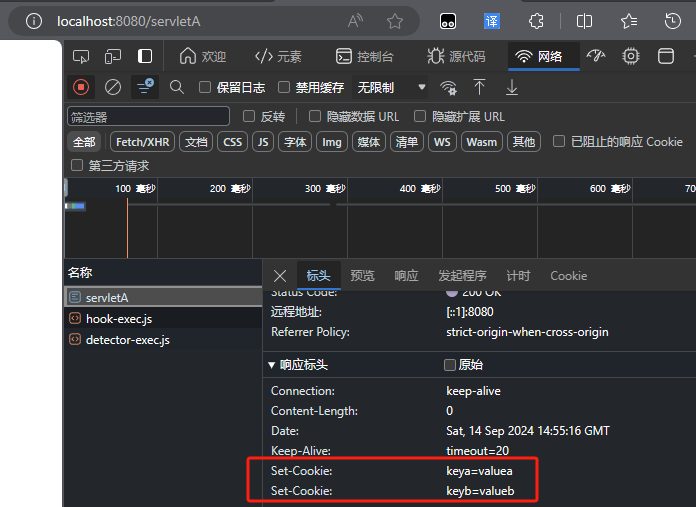 localhost:8080/servletA
译
欢迎 </> 元素 控制台 源代码 网络
保留日志 禁用缓存 无限制
筛选器 反转 隐藏数据 URL 隐藏扩展 URL
全部 Fetch/XHR 文档 CSS JS 字体 Img 媒体 清单 WS Wasm 其他 已阻止的响应 Cookie
第三方请求
100 毫秒 200 毫秒 300 毫秒 400 毫秒 500 毫秒 600 毫秒 70
名称 标头 预览 响应 发起程序 计时 Cookie
servletA
hook-exec.js
detector-exec.js
Status Code: 200 OK
远程地址: [::1]:8080
Referrer Policy: strict-origin-when-cross-origin
响应标头 原始
Connection: keep-alive
Content-Length: 0
Date: Sat, 14 Sep 2024 14:55:16 GMT
Keep-Alive: timeout=20
Set-Cookie: keya=valuea
Set-Cookie: keyb=valueb